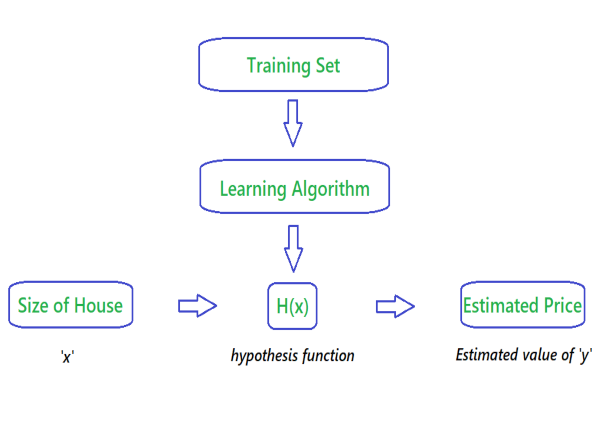 Training Set
Learning Algorithm
Size of House
H(x)
Estimated Price
'x'
hypothesis function
Estimated value of 'y'